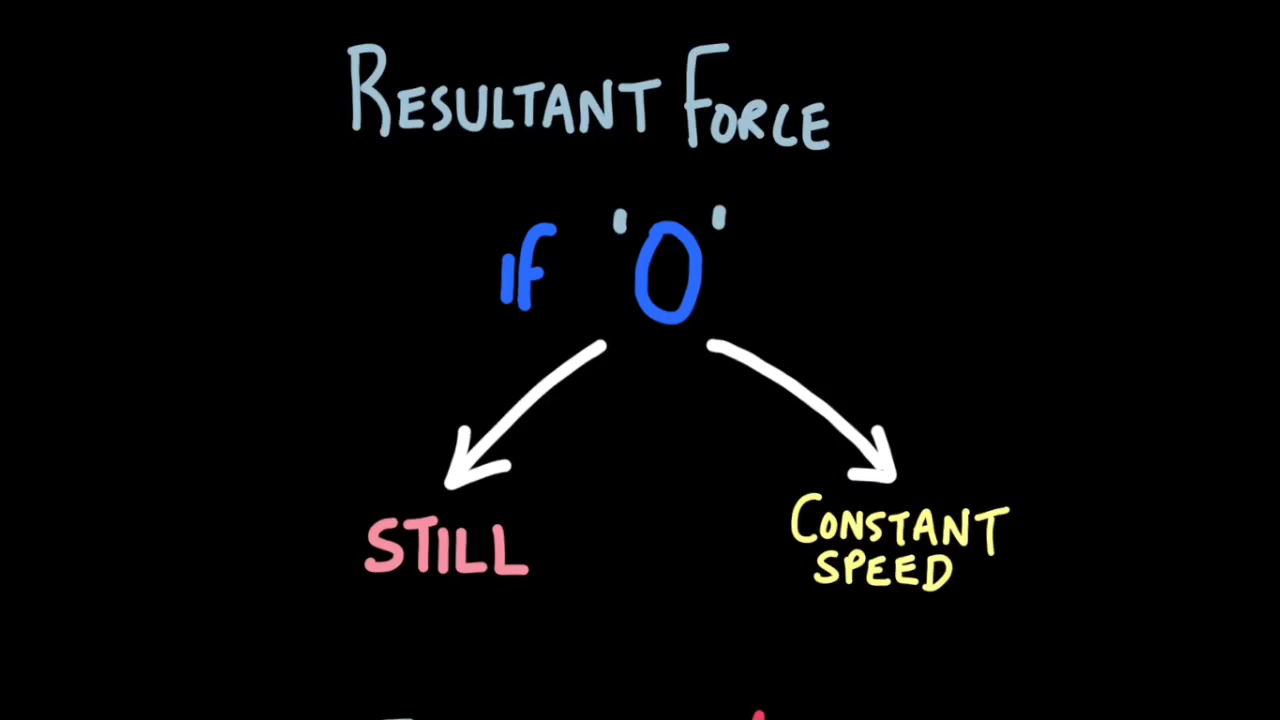 RESULTANT FORCE
IF '0'
STILL
CONSTANT
SPEED